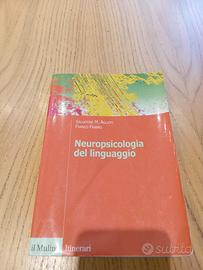 SALVATORE M. AGLIOTI
FRANCO FABBRO
Neuropsicologia
del linguaggio
il Mulino Itinerari
subito